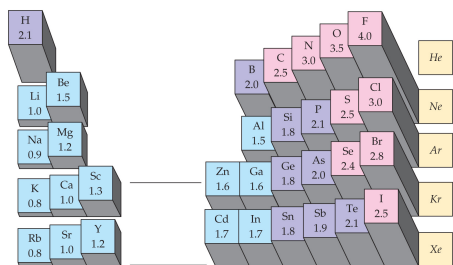 H
2.1
Li
1.0
Be
1.5
B
2.0
C
2.5
N
3.0
O
3.5
F
4.0
He
Na
0.9
Mg
1.2
Al
1.5
Si
1.8
P
2.1
S
2.5
Cl
3.0
Ne
K
0.8
Ca
1.0
Sc
1.3
Zn
1.6
Ga
1.6
Ge
1.8
As
2.0
Se
2.4
Br
2.8
Ar
Rb
0.8
Sr
1.0
Y
1.2
Cd
1.7
In
1.7
Sn
1.8
Sb
1.9
Te
2.1
I
2.5
Kr
Xe